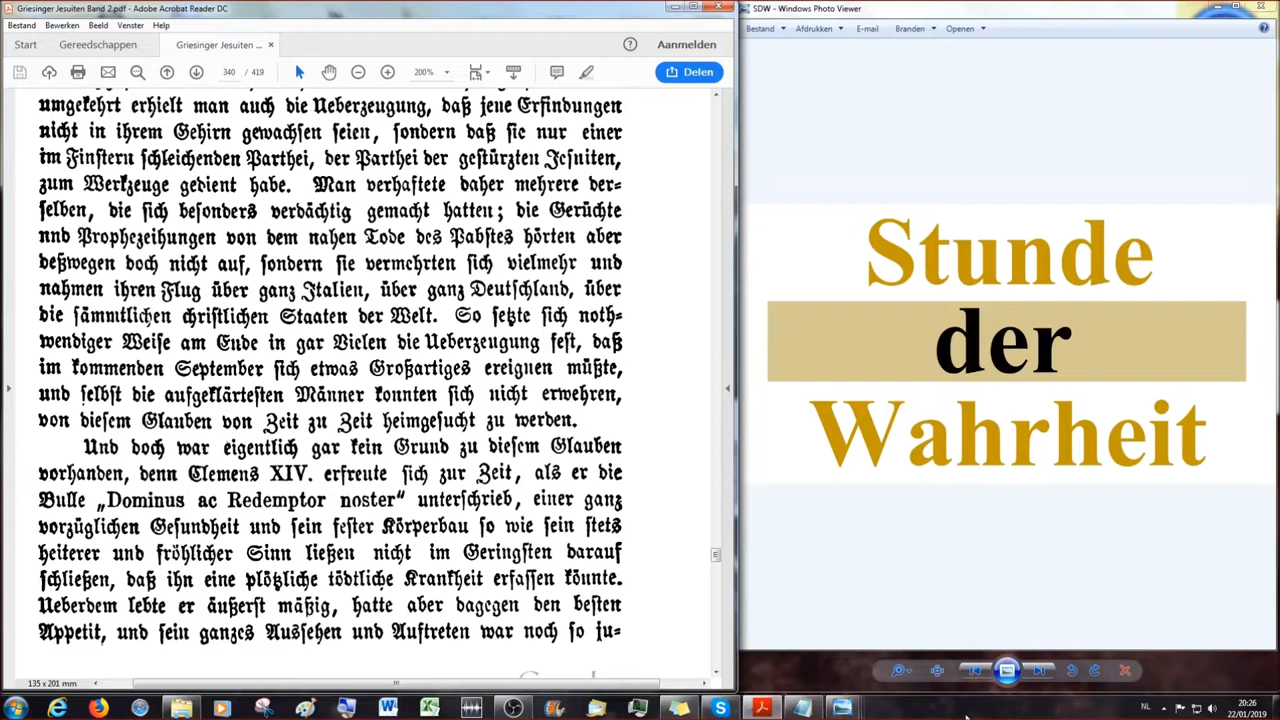 Griesinger Jesuiten Band 2.pdf - Adobe Acrobat Reader DC
Bestand Bewerken Beeld Venster Help
Start Gereedschappen Griesinger Jesuiten ... × Aanmelden
340 / 419 200% Delen
umgekehrt erhielt man auch die Ueberzeugung, daß jene Erfindungen
nicht in ihrem Gehirn gewachsen seien, sondern daß sie nur einer
im Finstern schleichenden Parthei, der Parthei der gestürzten Jesuiten,
zum Werkzeuge gedient habe. Man verhaftete daher mehrere der-
selben, die sich besonders verdächtig gemacht hatten; die Gerüchte
nnd Prophezeihungen von dem nahen Tode des Pabstes hörten aber
deßwegen doch nicht auf, sondern sie vermehrten sich vielmehr und
nahmen ihren Flug über ganz Italien, über ganz Deutschland, über
die sämmtlichen christlichen Staaten der Welt. So setzte sich noth-
wendiger Weise am Ende in gar Vielen die Ueberzeugung fest, daß
im kommenden September sich etwas Großartiges ereignen müßte,
und selbst die aufgeklärtesten Männer konnten sich nicht erwehren,
von diesem Glauben von Zeit zu Zeit heimgesucht zu werden.
Und doch war eigentlich gar kein Grund zu diesem Glauben
vorhanden, denn Clemens XIV. erfreute sich zur Zeit, als er die
Bulle „Dominus ac Redemptor noster“ unterschrieb, einer ganz
vorzüglichen Gesundheit und sein fester Körperbau so wie sein stets
heiterer und fröhlicher Sinn ließen nicht im Geringsten darauf
schließen, daß ihn eine plötzliche tödtliche Krankheit erfassen könnte.
Ueberdem lebte er äußerst mäßig, hatte aber dagegen den besten
Appetit, und sein ganzes Aussehen und Auftreten war noch so ju-
135 x 201 mm
SDW - Windows Photo Viewer
Bestand Afdrukken E-mail Branden Openen
Stunde
der
Wahrheit
NL
20:26
22/01/2019